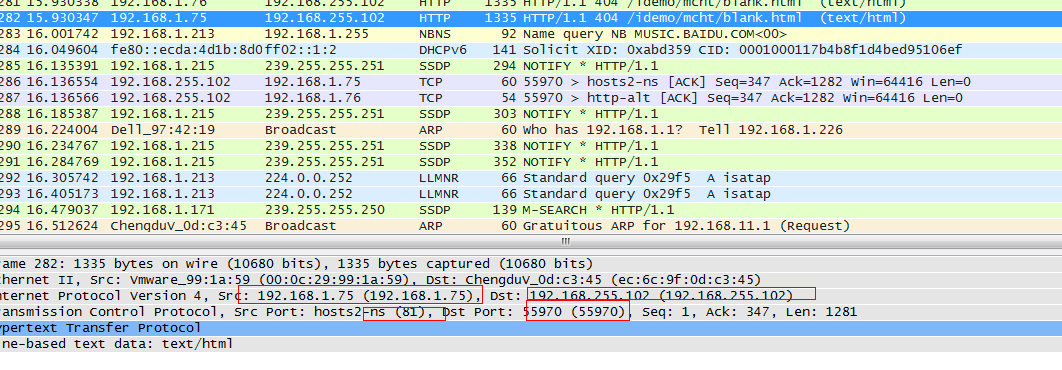 281 15.930338 192.168.1.76 192.168.255.102 HTTP 1335 HTTP/1.1 404 /idemo/mcht/blank.html (text/html)
282 15.930347 192.168.1.75 192.168.255.102 HTTP 1335 HTTP/1.1 404 /idemo/mcht/blank.html (text/html)
283 16.001742 192.168.1.213 192.168.1.255 NBNS 92 Name query NB MUSIC.BAIDU.COM<00>
284 16.049604 fe80::ecda:4d1b:8d0 ff02::1:2 DHCPv6 141 Solicit XID: 0xabd359 CID: 0001000117b4b8f1d4bed95106ef
285 16.135391 192.168.1.215 239.255.255.251 SSDP 294 NOTIFY * HTTP/1.1
286 16.136554 192.168.255.102 192.168.1.75 TCP 60 55970 > hosts2-ns [ACK] Seq=347 Ack=1282 Win=64416 Len=0
287 16.136566 192.168.255.102 192.168.1.76 TCP 54 55970 > http-alt [ACK] Seq=347 Ack=1282 Win=64416 Len=0
288 16.185387 192.168.1.215 239.255.255.251 SSDP 303 NOTIFY * HTTP/1.1
289 16.224004 Dell_97:42:19 Broadcast ARP 60 Who has 192.168.1.1? Tell 192.168.1.226
290 16.234767 192.168.1.215 239.255.255.251 SSDP 338 NOTIFY * HTTP/1.1
291 16.284769 192.168.1.215 239.255.255.251 SSDP 352 NOTIFY * HTTP/1.1
292 16.305742 192.168.1.213 224.0.0.252 LLMNR 66 Standard query 0x29f5 A isatap
293 16.405173 192.168.1.213 224.0.0.252 LLMNR 66 Standard query 0x29f5 A isatap
294 16.479037 192.168.1.171 239.255.255.250 SSDP 139 M-SEARCH * HTTP/1.1
295 16.512624 ChengduV_0d:c3:45 Broadcast ARP 60 Gratuitous ARP for 192.168.11.1 (Request)
rame 282: 1335 bytes on wire (10680 bits), 1335 bytes captured (10680 bits)
thernet II, Src: Vmware_99:1a:59 (00:0c:29:99:1a:59), Dst: ChengduV_0d:c3:45 (ec:6c:9f:0d:c3:45)
nternet Protocol Version 4, Src: 192.168.1.75 (192.168.1.75), Dst: 192.168.255.102 (192.168.255.102)
ransmission Control Protocol, Src Port: hosts2-ns (81), Dst Port: 55970 (55970), Seq: 1, Ack: 347, Len: 1281
ypertext Transfer Protocol
ine-based text data: text/html